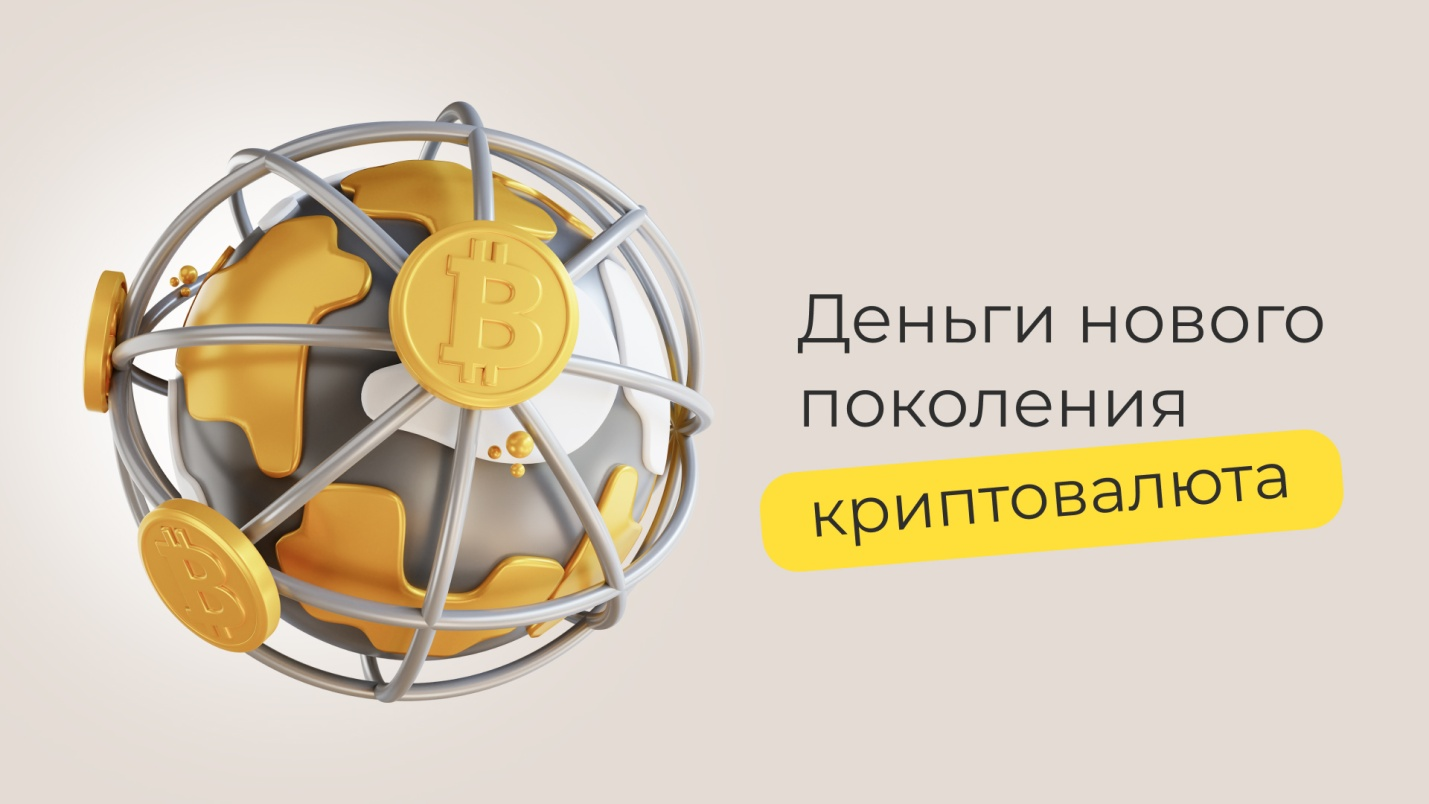 Деньги нового
поколения
криптовалюта